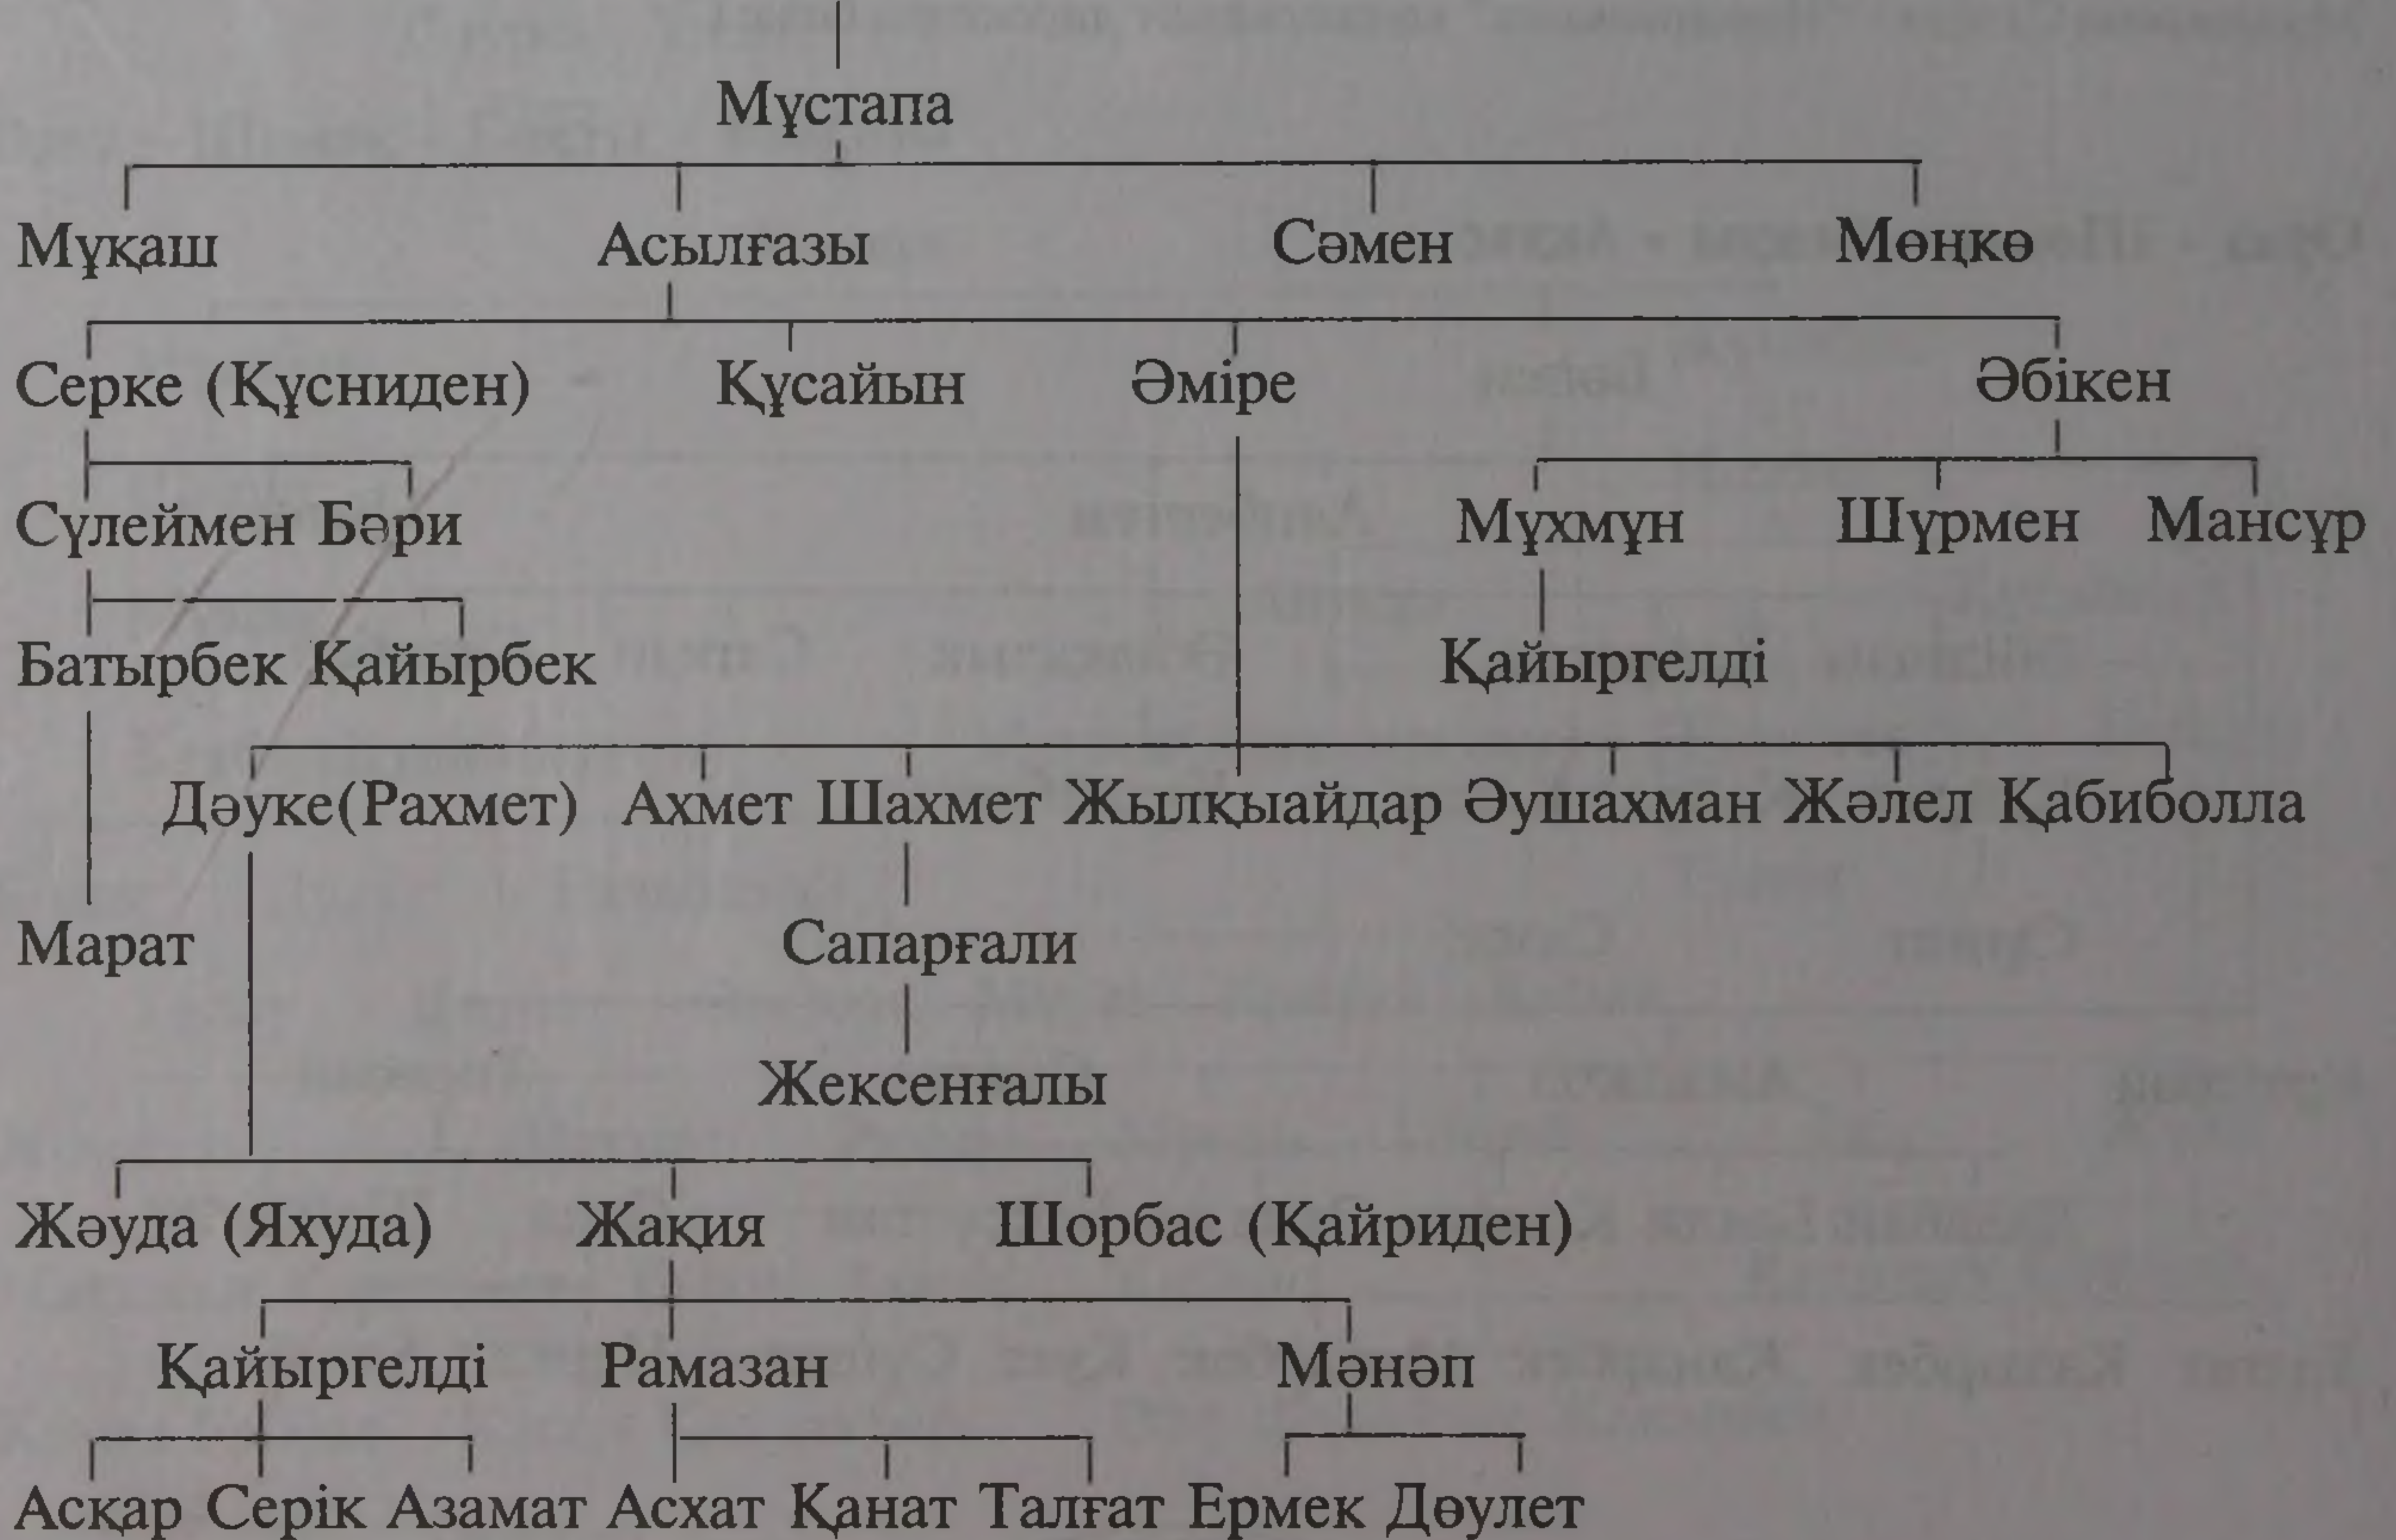 Мұстапа
Мұқаш Асылғазы Сәмен Мөңкө
Серке (Құсниден) Құсайын Әміре Әбікен
Сүлеймен Бәри Мұхмұн Шүрмен Мансұр
Батырбек Қайырбек Қайыргелді
Дәуке(Рахмет) Ахмет Шахмет Жылқыайдар Әушахман Жәлел Қабиболла
Марат Сапарғали
Жексенғалы
Жәуда (Яхуда) Жақия Шорбас (Қайриден)
Қайыргелді Рамазан Мәнәп
Асқар Серік Азамат Асхат Қанат Талғат Ермек Дөулет